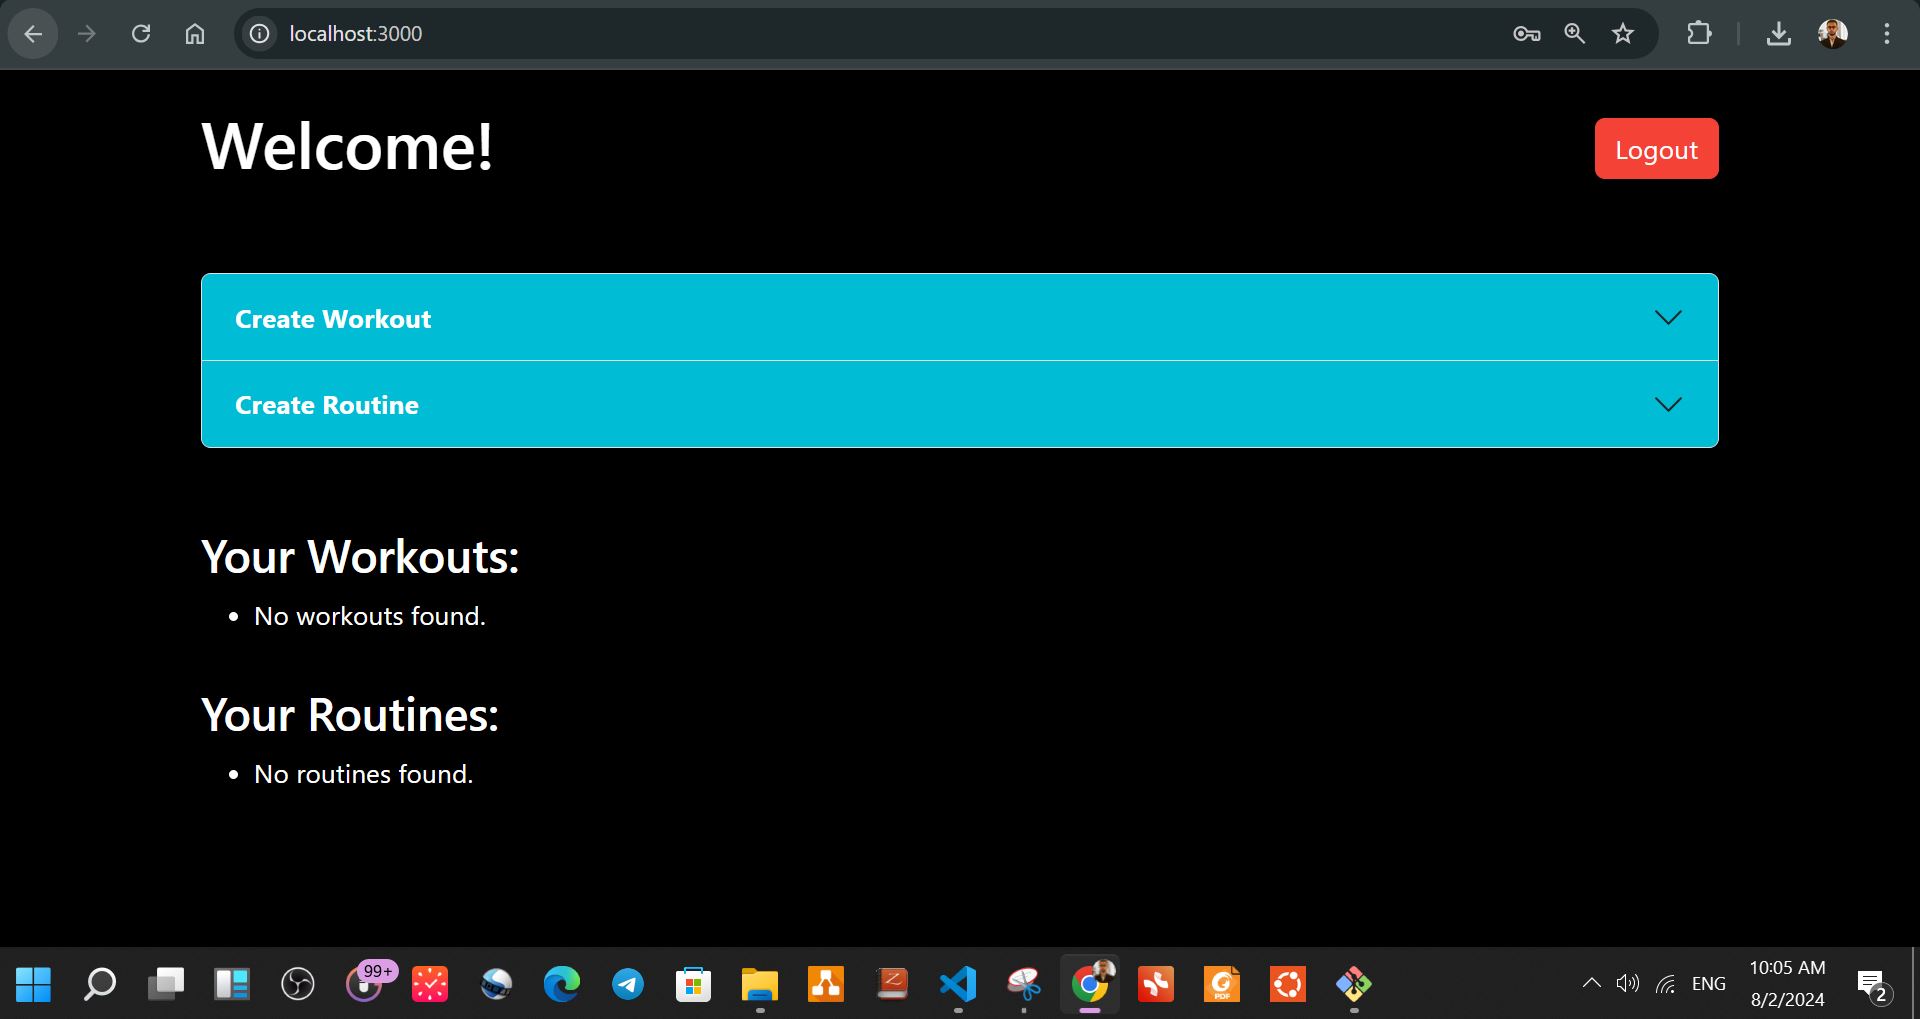 localhost:3000
Welcome!
Logout
Create Workout
Create Routine
Your Workouts:
• No workouts found.
Your Routines:
• No routines found.
99+
PDF
ENG
10:05 AM
8/2/2024
2